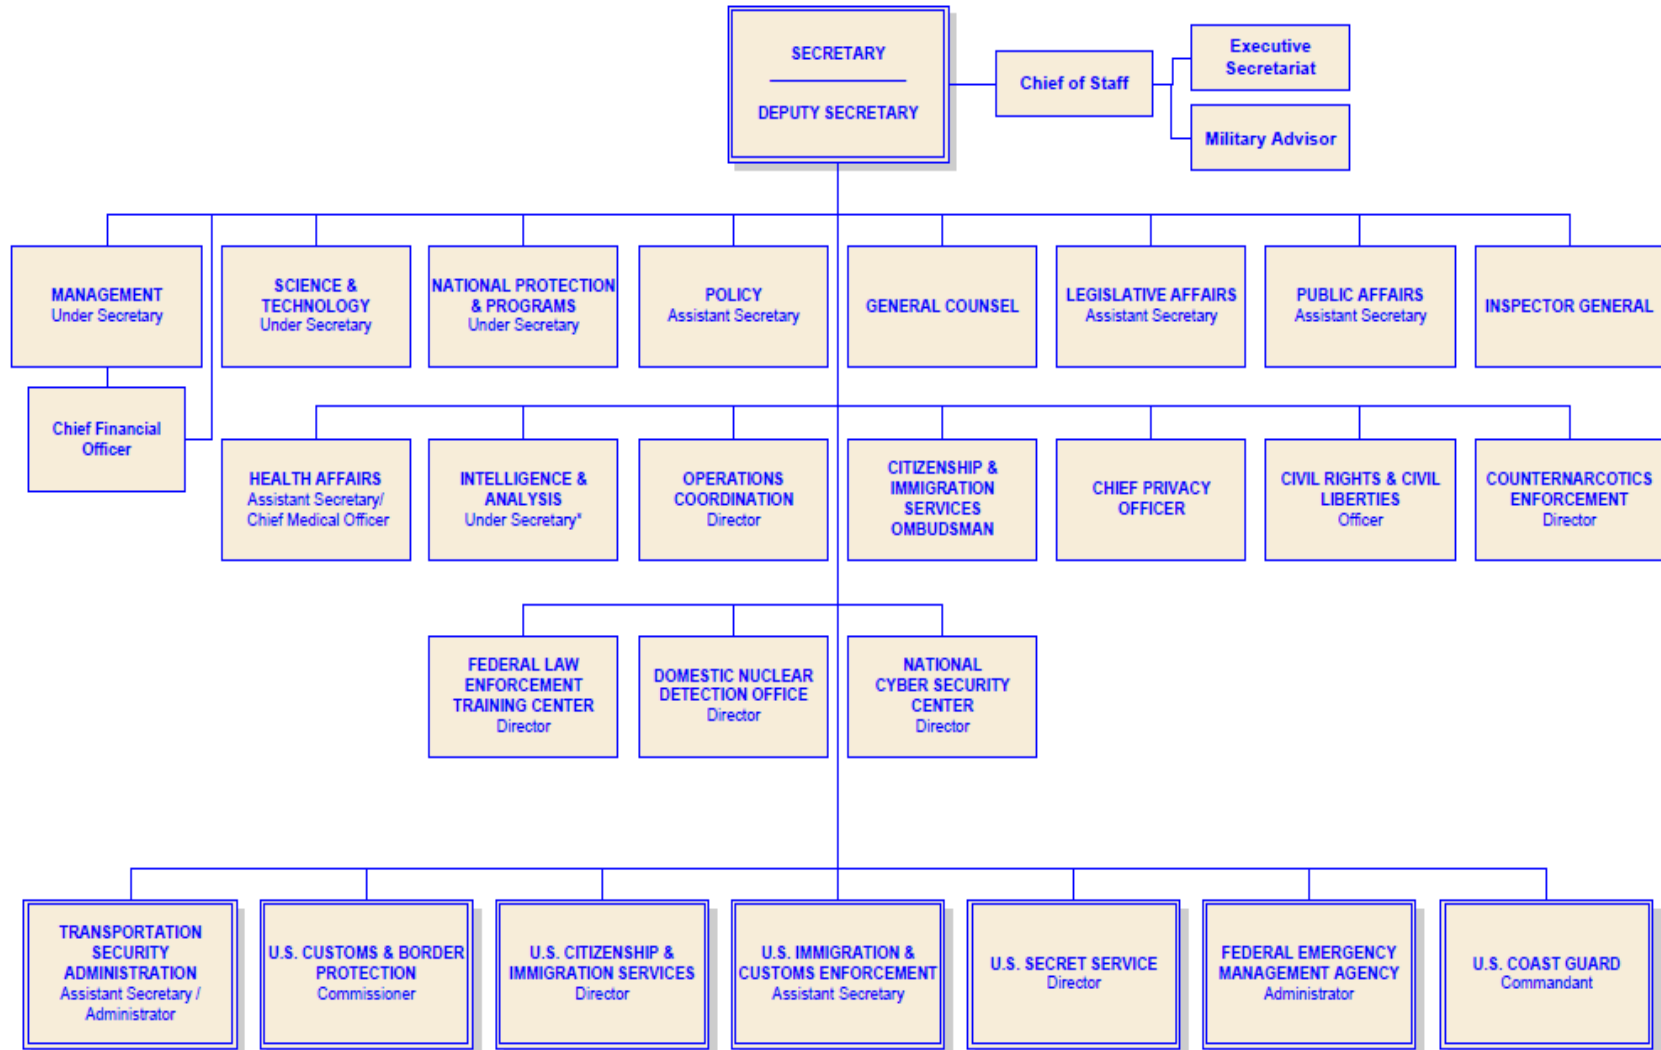 SECRETARY
DEPUTY SECRETARY
Chief of Staff
Executive
Secretariat
Military Advisor
MANAGEMENT
Under Secretary
SCIENCE &
TECHNOLOGY
Under Secretary
NATIONAL PROTECTION
& PROGRAMS
Under Secretary
POLICY
Assistant Secretary
GENERAL COUNSEL
LEGISLATIVE AFFAIRS
Assistant Secretary
PUBLIC AFFAIRS
Assistant Secretary
INSPECTOR GENERAL
Chief Financial
Officer
HEALTH AFFAIRS
Assistant Secretary/
Chief Medical Officer
INTELLIGENCE &
ANALYSIS
Under Secretary*
OPERATIONS
COORDINATION
Director
CITIZENSHIP &
IMMIGRATION
SERVICES
OMBUDSMAN
CHIEF PRIVACY
OFFICER
CIVIL RIGHTS & CIVIL
LIBERTIES
Officer
COUNTERNARCOTICS
ENFORCEMENT
Director
FEDERAL LAW
ENFORCEMENT
TRAINING CENTER
Director
DOMESTIC NUCLEAR
DETECTION OFFICE
Director
NATIONAL
CYBER SECURITY
CENTER
Director
TRANSPORTATION
SECURITY
ADMINISTRATION
Assistant Secretary /
Administrator
U.S. CUSTOMS & BORDER
PROTECTION
Commissioner
U.S. CITIZENSHIP &
IMMIGRATION SERVICES
Director
U.S. IMMIGRATION &
CUSTOMS ENFORCEMENT
Assistant Secretary
U.S. SECRET SERVICE
Director
FEDERAL EMERGENCY
MANAGEMENT AGENCY
Administrator
U.S. COAST GUARD
Commandant